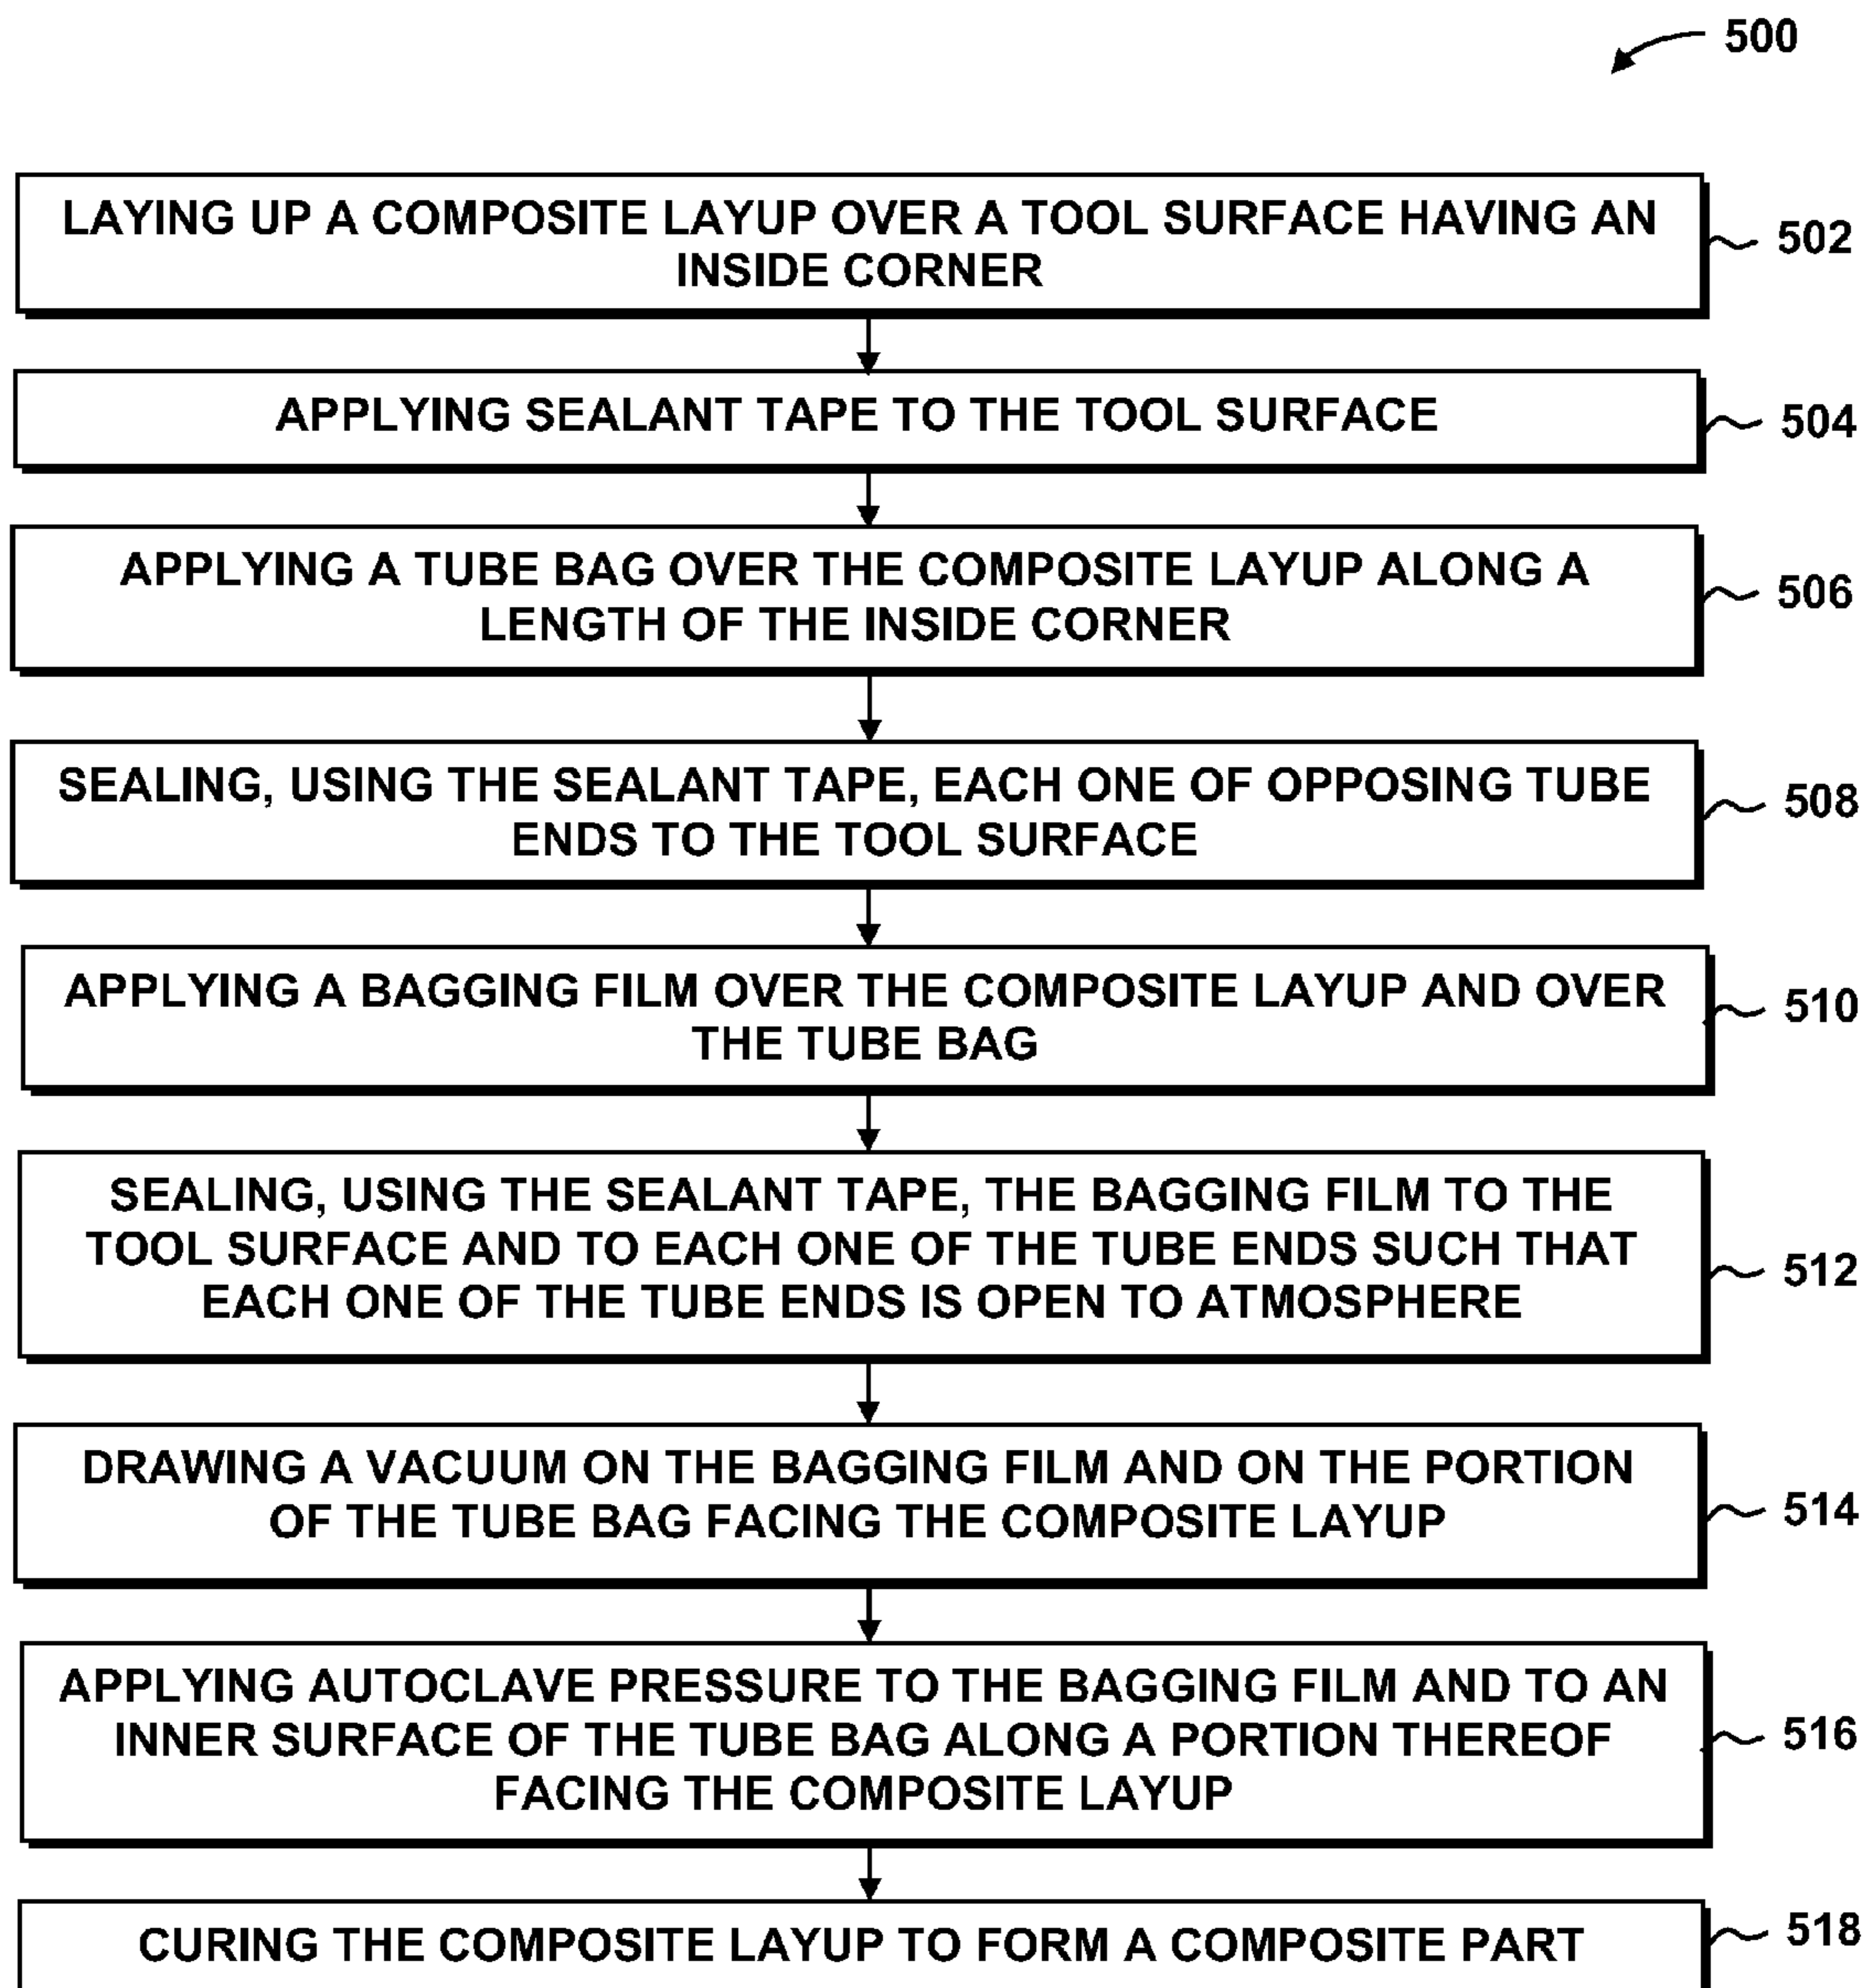 500
LAYING UP A COMPOSITE LAYUP OVER A TOOL SURFACE HAVING AN
INSIDE CORNER
502
APPLYING SEALANT TAPE TO THE TOOL SURFACE
504
APPLYING A TUBE BAG OVER THE COMPOSITE LAYUP ALONG A
LENGTH OF THE INSIDE CORNER
506
SEALING, USING THE SEALANT TAPE, EACH ONE OF OPPOSING TUBE
ENDS TO THE TOOL SURFACE
508
APPLYING A BAGGING FILM OVER THE COMPOSITE LAYUP AND OVER
THE TUBE BAG
510
SEALING, USING THE SEALANT TAPE, THE BAGGING FILM TO THE
TOOL SURFACE AND TO EACH ONE OF THE TUBE ENDS SUCH THAT
EACH ONE OF THE TUBE ENDS IS OPEN TO ATMOSPHERE
512
DRAWING A VACUUM ON THE BAGGING FILM AND ON THE PORTION
OF THE TUBE BAG FACING THE COMPOSITE LAYUP
514
APPLYING AUTOCLAVE PRESSURE TO THE BAGGING FILM AND TO AN
INNER SURFACE OF THE TUBE BAG ALONG A PORTION THEREOF
FACING THE COMPOSITE LAYUP
516
CURING THE COMPOSITE LAYUP TO FORM A COMPOSITE PART
518